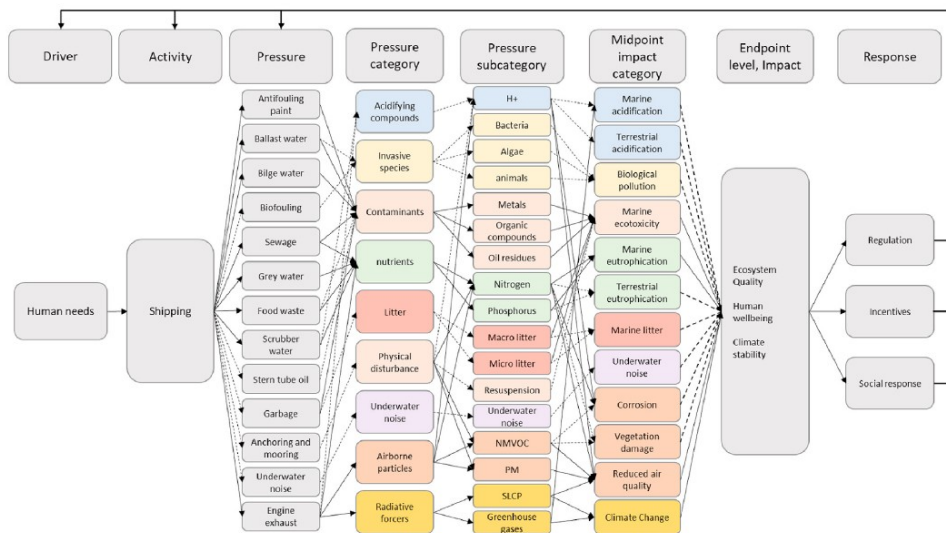 Driver
Activity
Pressure
Pressure
category
Pressure
subcategory
Midpoint
impact
category
Endpoint
level, Impact
Response
Human needs
Shipping
Antifouling
paint
Ballast water
Bilge water
Biofouling
Sewage
Grey water
Food waste
Scrubber
water
Stern tube oil
Garbage
Anchoring and
mooring
Underwater
noise
Engine
exhaust
Acidifying
compounds
Invasive
species
Contaminants
nutrients
Litter
Physical
disturbance
Underwater
noise
Airborne
particles
Radiative
forcers
H+
Bacteria
Algae
animals
Metals
Organic
compounds
Oil residues
Nitrogen
Phosphorus
Macro litter
Micro litter
Resuspension
Underwater
noise
NMVOC
PM
SLCP
Greenhouse
gases
Marine
acidification
Terrestrial
acidification
Biological
pollution
Marine
ecotoxicity
Marine
eutrophication
Terrestrial
eutrophication
Marine litter
Underwater
noise
Corrosion
Vegetation
damage
Reduced air
quality
Climate Change
Ecosystem
Quality
Human
wellbeing
Climate
stability
Regulation
Incentives
Social response